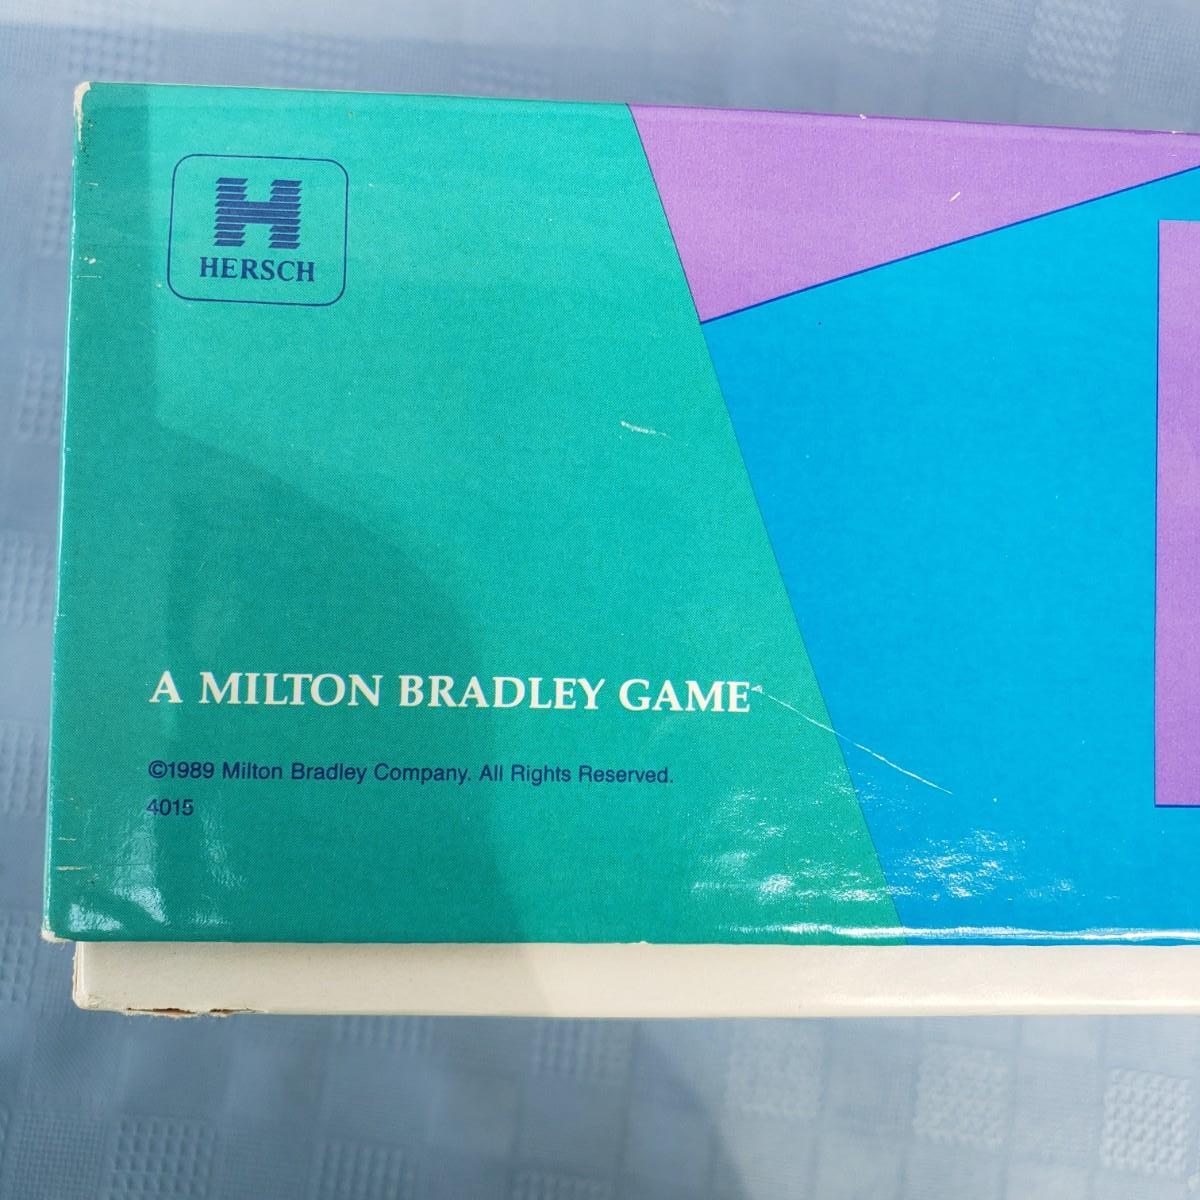 H
HERSCH
A MILTON BRADLEY GAME
©1989 Milton Bradley Company. All Rights Reserved.
4015